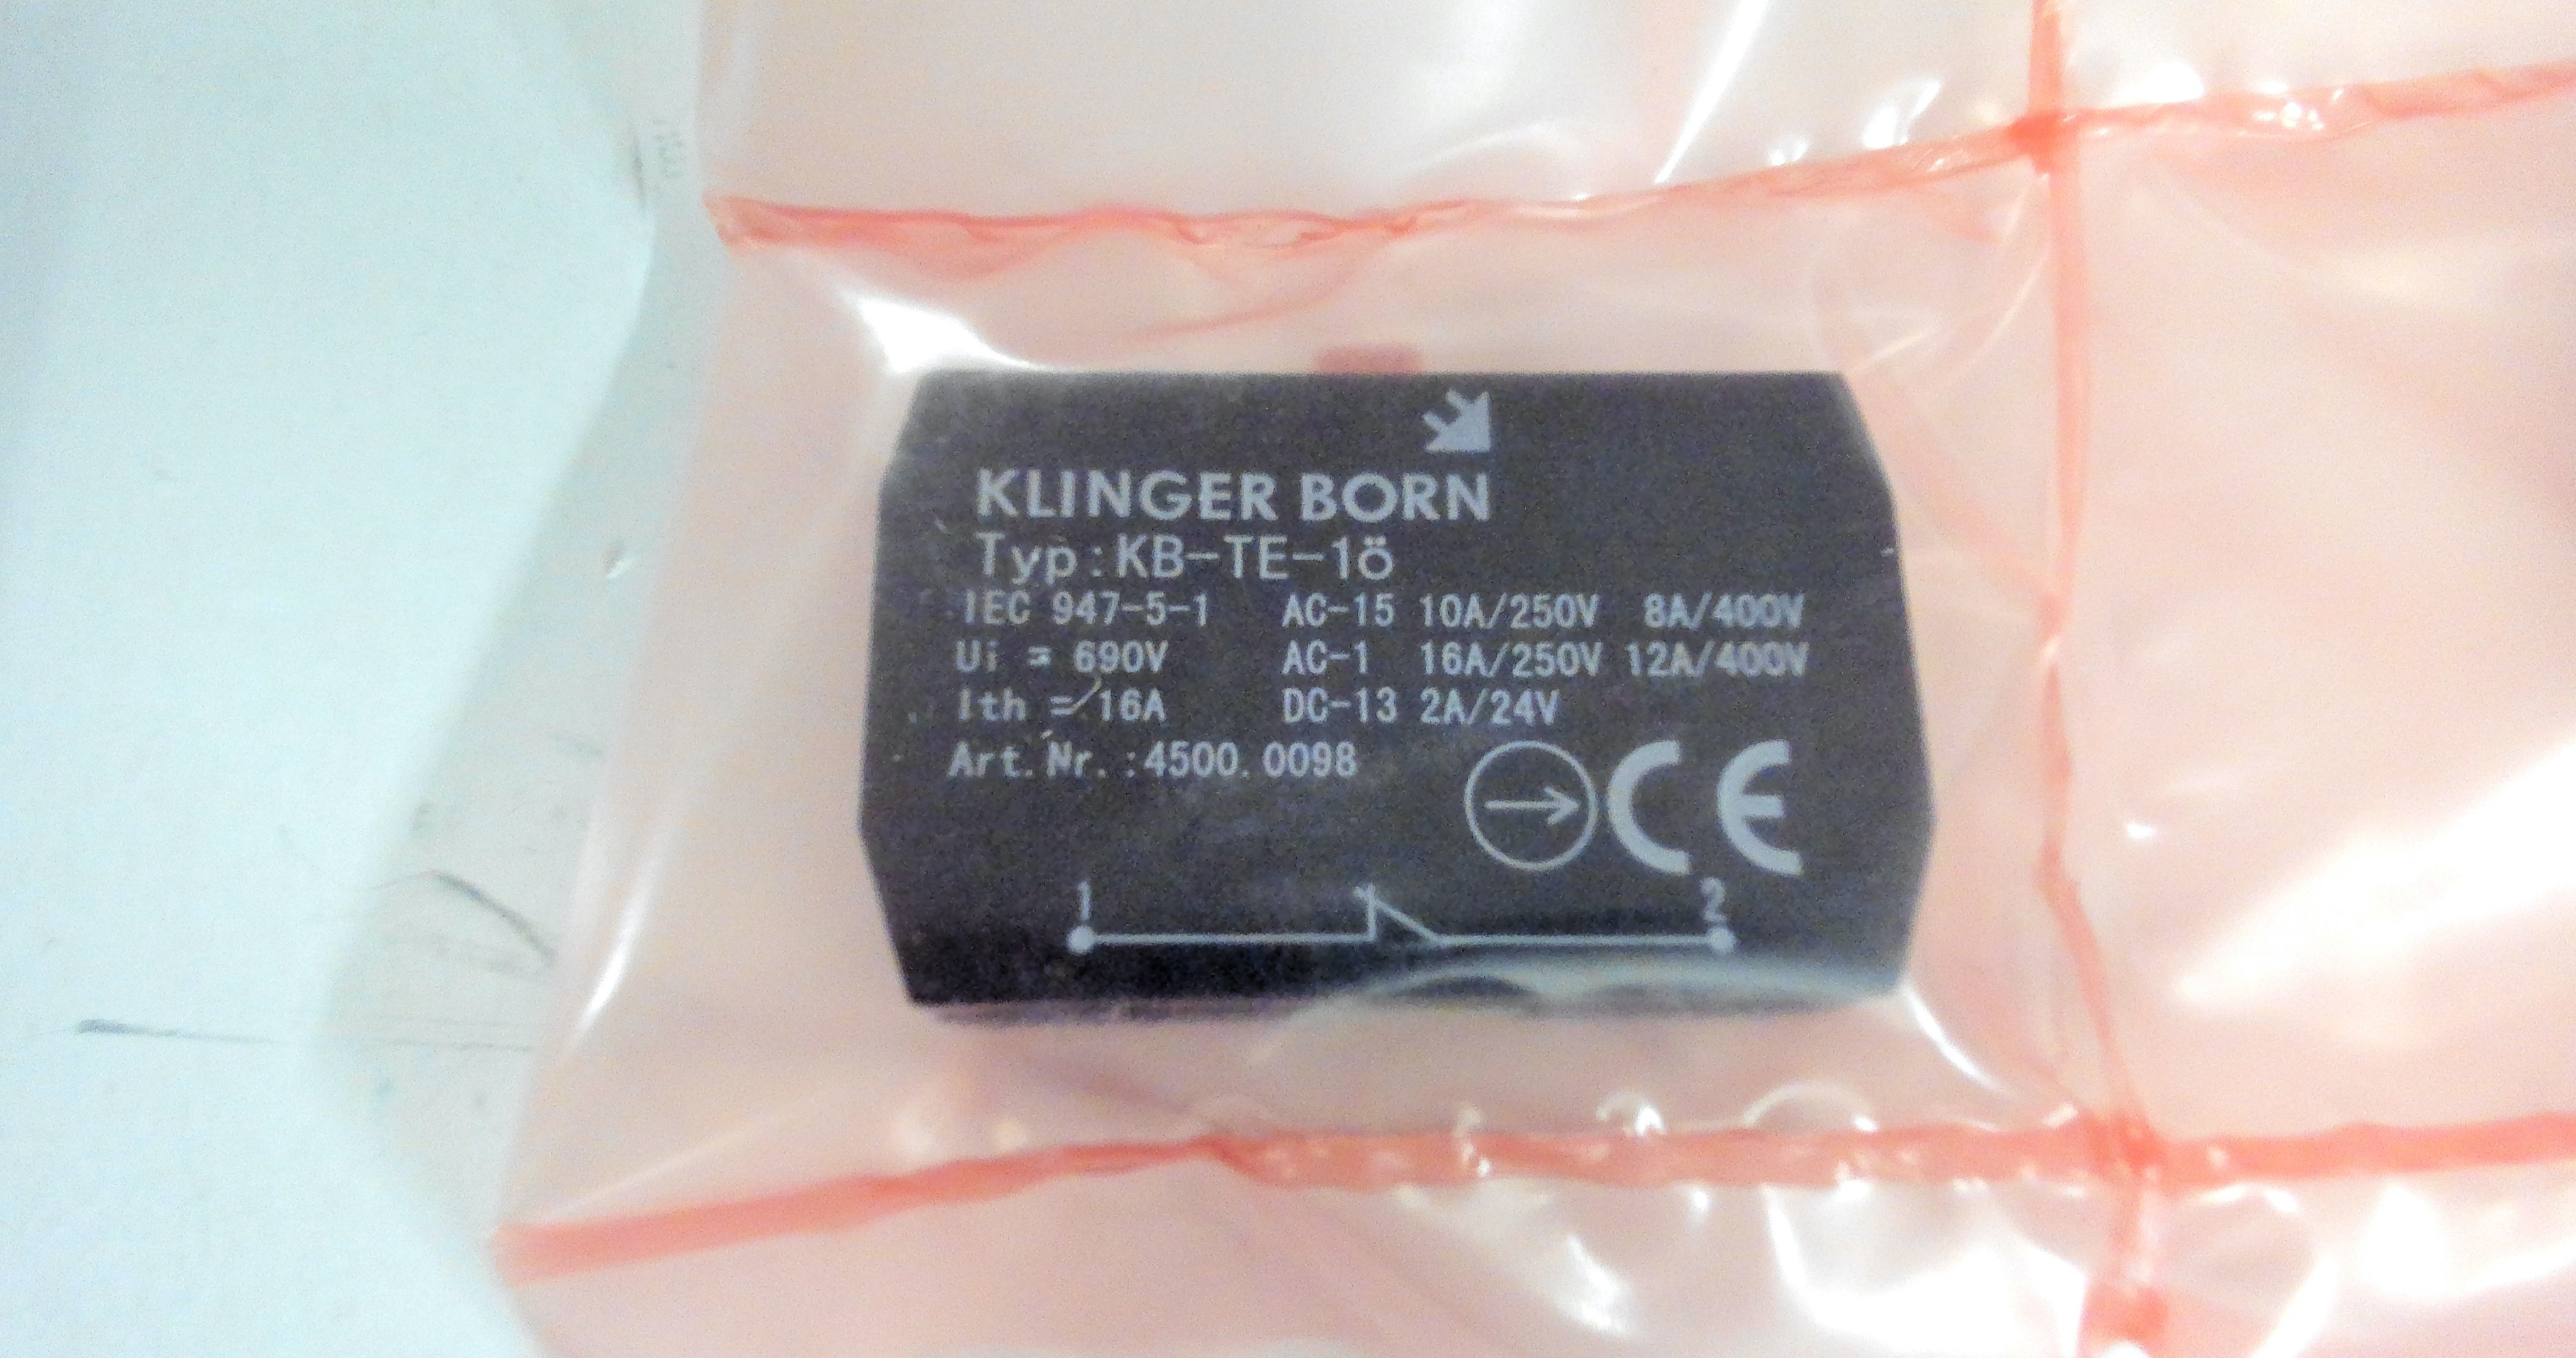 KLINGER BORN
Typ:KB-TE-1ö
IEC 947-5-1 AC-15 10A/250V 8A/400V
Ui = 690V AC-1 16A/250V 12A/400V
Ith = 16A DC-13 2A/24V
Art.Nr.:4500.0098
CE
1 2